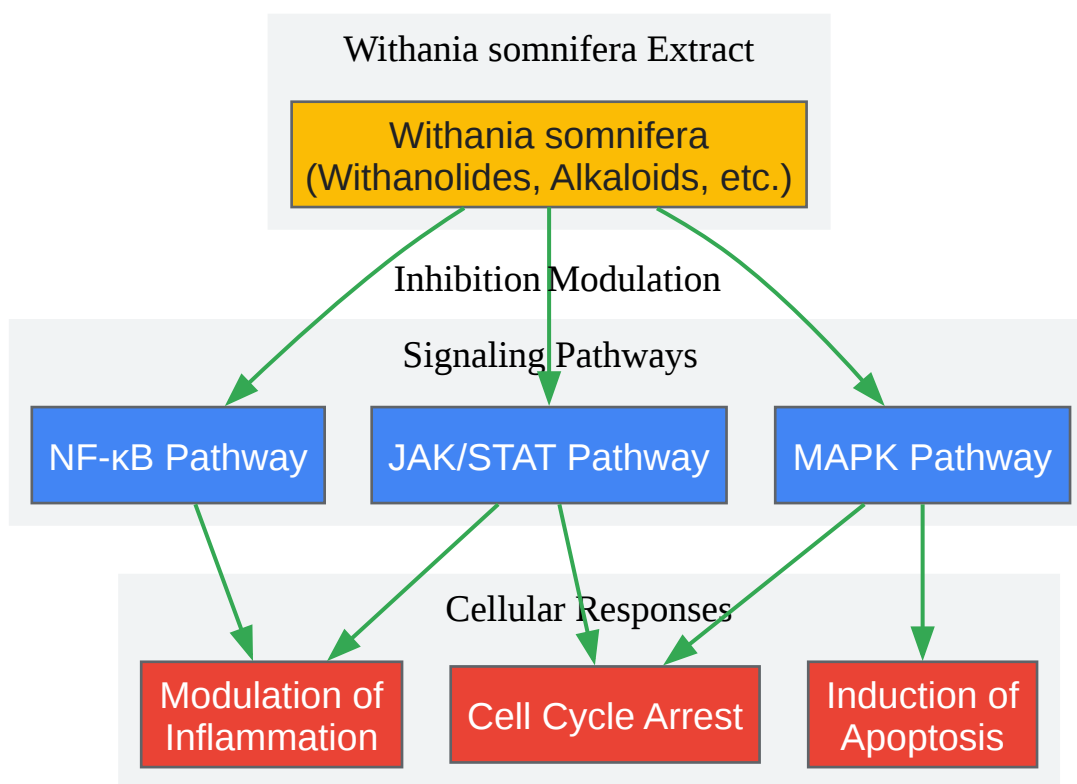 Withania somnifera Extract
Withania somnifera
(Withanolides, Alkaloids, etc.)
Inhibition Modulation
Signaling Pathways
NF-κB Pathway
JAK/STAT Pathway
MAPK Pathway
Cellular Responses
Modulation of
Inflammation
Cell Cycle Arrest
Induction of
Apoptosis